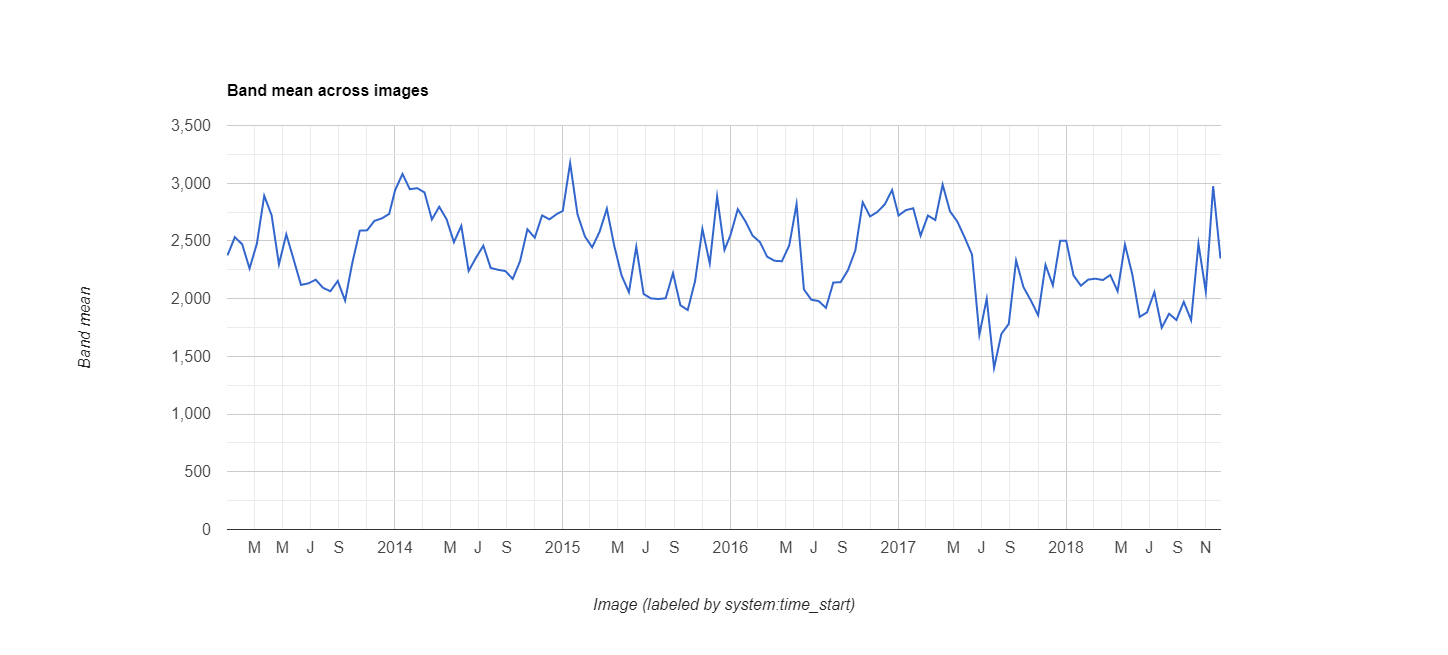 Band mean across images
3,500
3,000
2,500
2,000
1,500
1,000
500
0
Band mean
M M J S 2014 M J S 2015 M J S 2016 M J S 2017 M J S 2018 M J S N
Image (labeled by system:time_start)